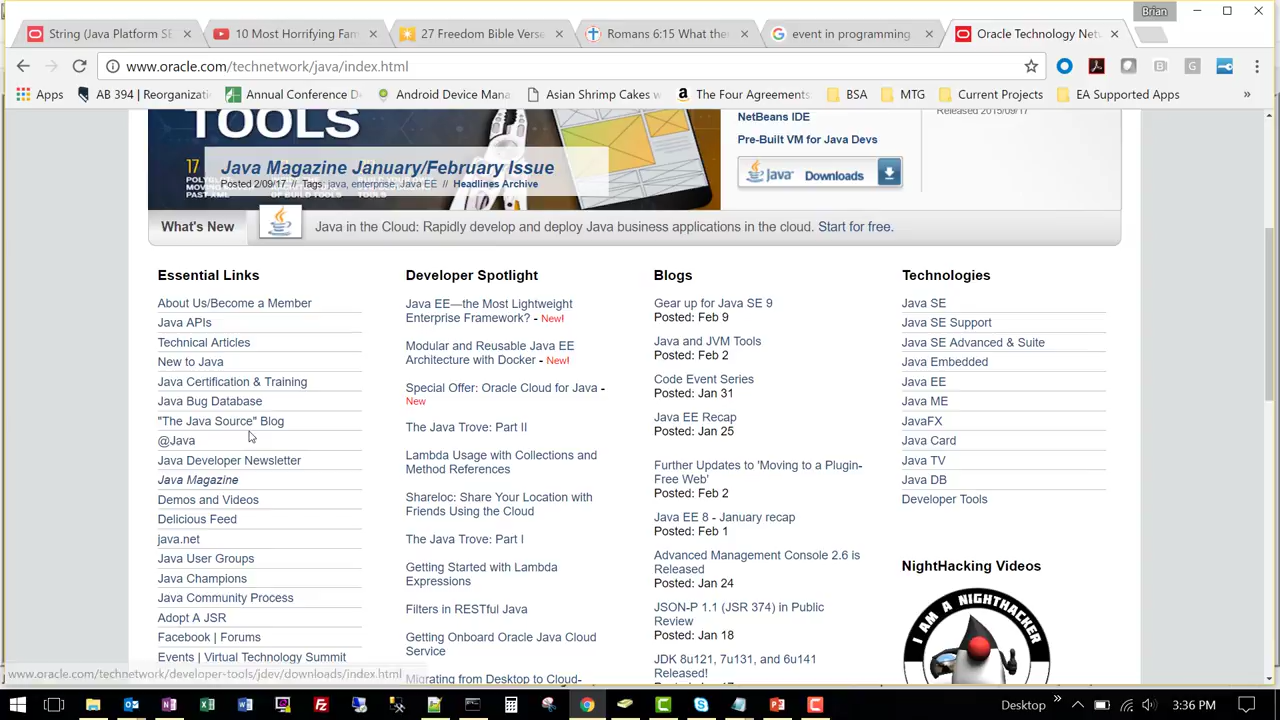 Brian
String (Java Platform SE
10 Most Horrifying Fam
27 Freedom Bible Verse
Romans 6:15 What the
event in programming
Oracle Technology Net
www.oracle.com/technetwork/java/index.html
Apps
AB 394 | Reorganizati
Annual Conference D
Android Device Mana
Asian Shrimp Cakes w
The Four Agreements
BSA
MTG
Current Projects
EA Supported Apps
»
TOOLS
NetBeans IDE
Released 2015/09/17
Pre-Built VM for Java Devs
Java Magazine January/February Issue
Posted 2/09/17 // Tags: java, enterprise, Java EE // Headlines Archive
17
Java Downloads
What's New
Java in the Cloud: Rapidly develop and deploy Java business applications in the cloud. Start for free.
Essential Links
About Us/Become a Member
Java APIs
Technical Articles
New to Java
Java Certification & Training
Java Bug Database
"The Java Source" Blog
@Java
Java Developer Newsletter
Java Magazine
Demos and Videos
Delicious Feed
java.net
Java User Groups
Java Champions
Java Community Process
Adopt A JSR
Facebook | Forums
Events | Virtual Technology Summit
Developer Spotlight
Java EE—the Most Lightweight
Enterprise Framework? - New!
Modular and Reusable Java EE
Architecture with Docker - New!
Special Offer: Oracle Cloud for Java -
New
The Java Trove: Part II
Lambda Usage with Collections and
Method References
Shareloc: Share Your Location with
Friends Using the Cloud
The Java Trove: Part I
Getting Started with Lambda
Expressions
Filters in RESTful Java
Getting Onboard Oracle Java Cloud
Service
Migrating from Desktop to Cloud-
Blogs
Gear up for Java SE 9
Posted: Feb 9
Java and JVM Tools
Posted: Feb 2
Code Event Series
Posted: Jan 31
Java EE Recap
Posted: Jan 25
Further Updates to 'Moving to a Plugin-
Free Web'
Posted: Feb 2
Java EE 8 - January recap
Posted: Feb 1
Advanced Management Console 2.6 is
Released
Posted: Jan 24
JSON-P 1.1 (JSR 374) in Public
Review
Posted: Jan 18
JDK 8u121, 7u131, and 6u141
Released!
Technologies
Java SE
Java SE Support
Java SE Advanced & Suite
Java Embedded
Java EE
Java ME
JavaFX
Java Card
Java TV
Java DB
Developer Tools
NightHacking Videos
I AM A NIGHTHACKER
www.oracle.com/technetwork/developer-tools/jdev/downloads/index.html
Desktop
3:36 PM